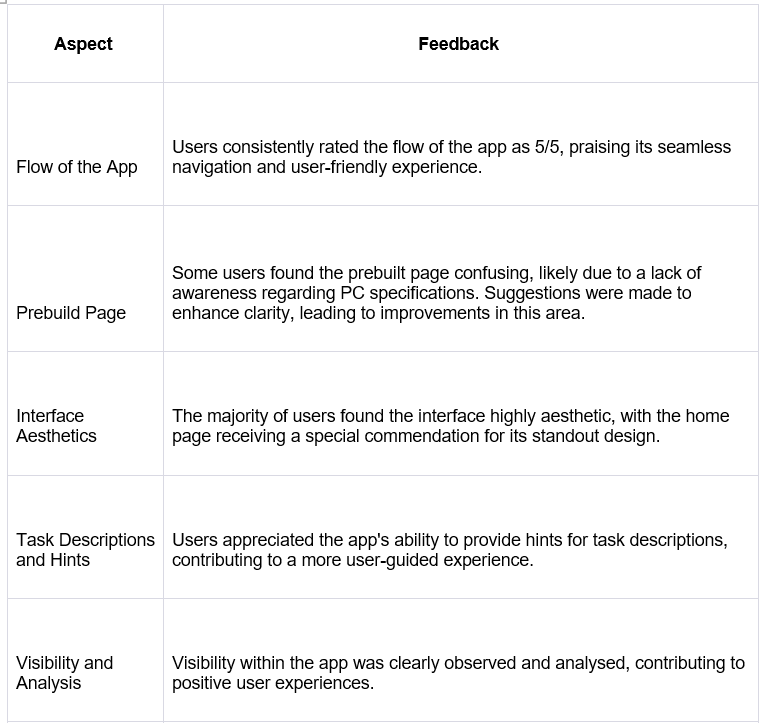 Aspect
Feedback
Flow of the App
Users consistently rated the flow of the app as 5/5, praising its seamless
navigation and user-friendly experience.
Prebuild Page
Some users found the prebuilt page confusing, likely due to a lack of
awareness regarding PC specifications. Suggestions were made to
enhance clarity, leading to improvements in this area.
Interface
Aesthetics
The majority of users found the interface highly aesthetic, with the home
page receiving a special commendation for its standout design.
Task Descriptions
and Hints
Users appreciated the app's ability to provide hints for task descriptions,
contributing to a more user-guided experience.
Visibility and
Analysis
Visibility within the app was clearly observed and analysed, contributing to
positive user experiences.